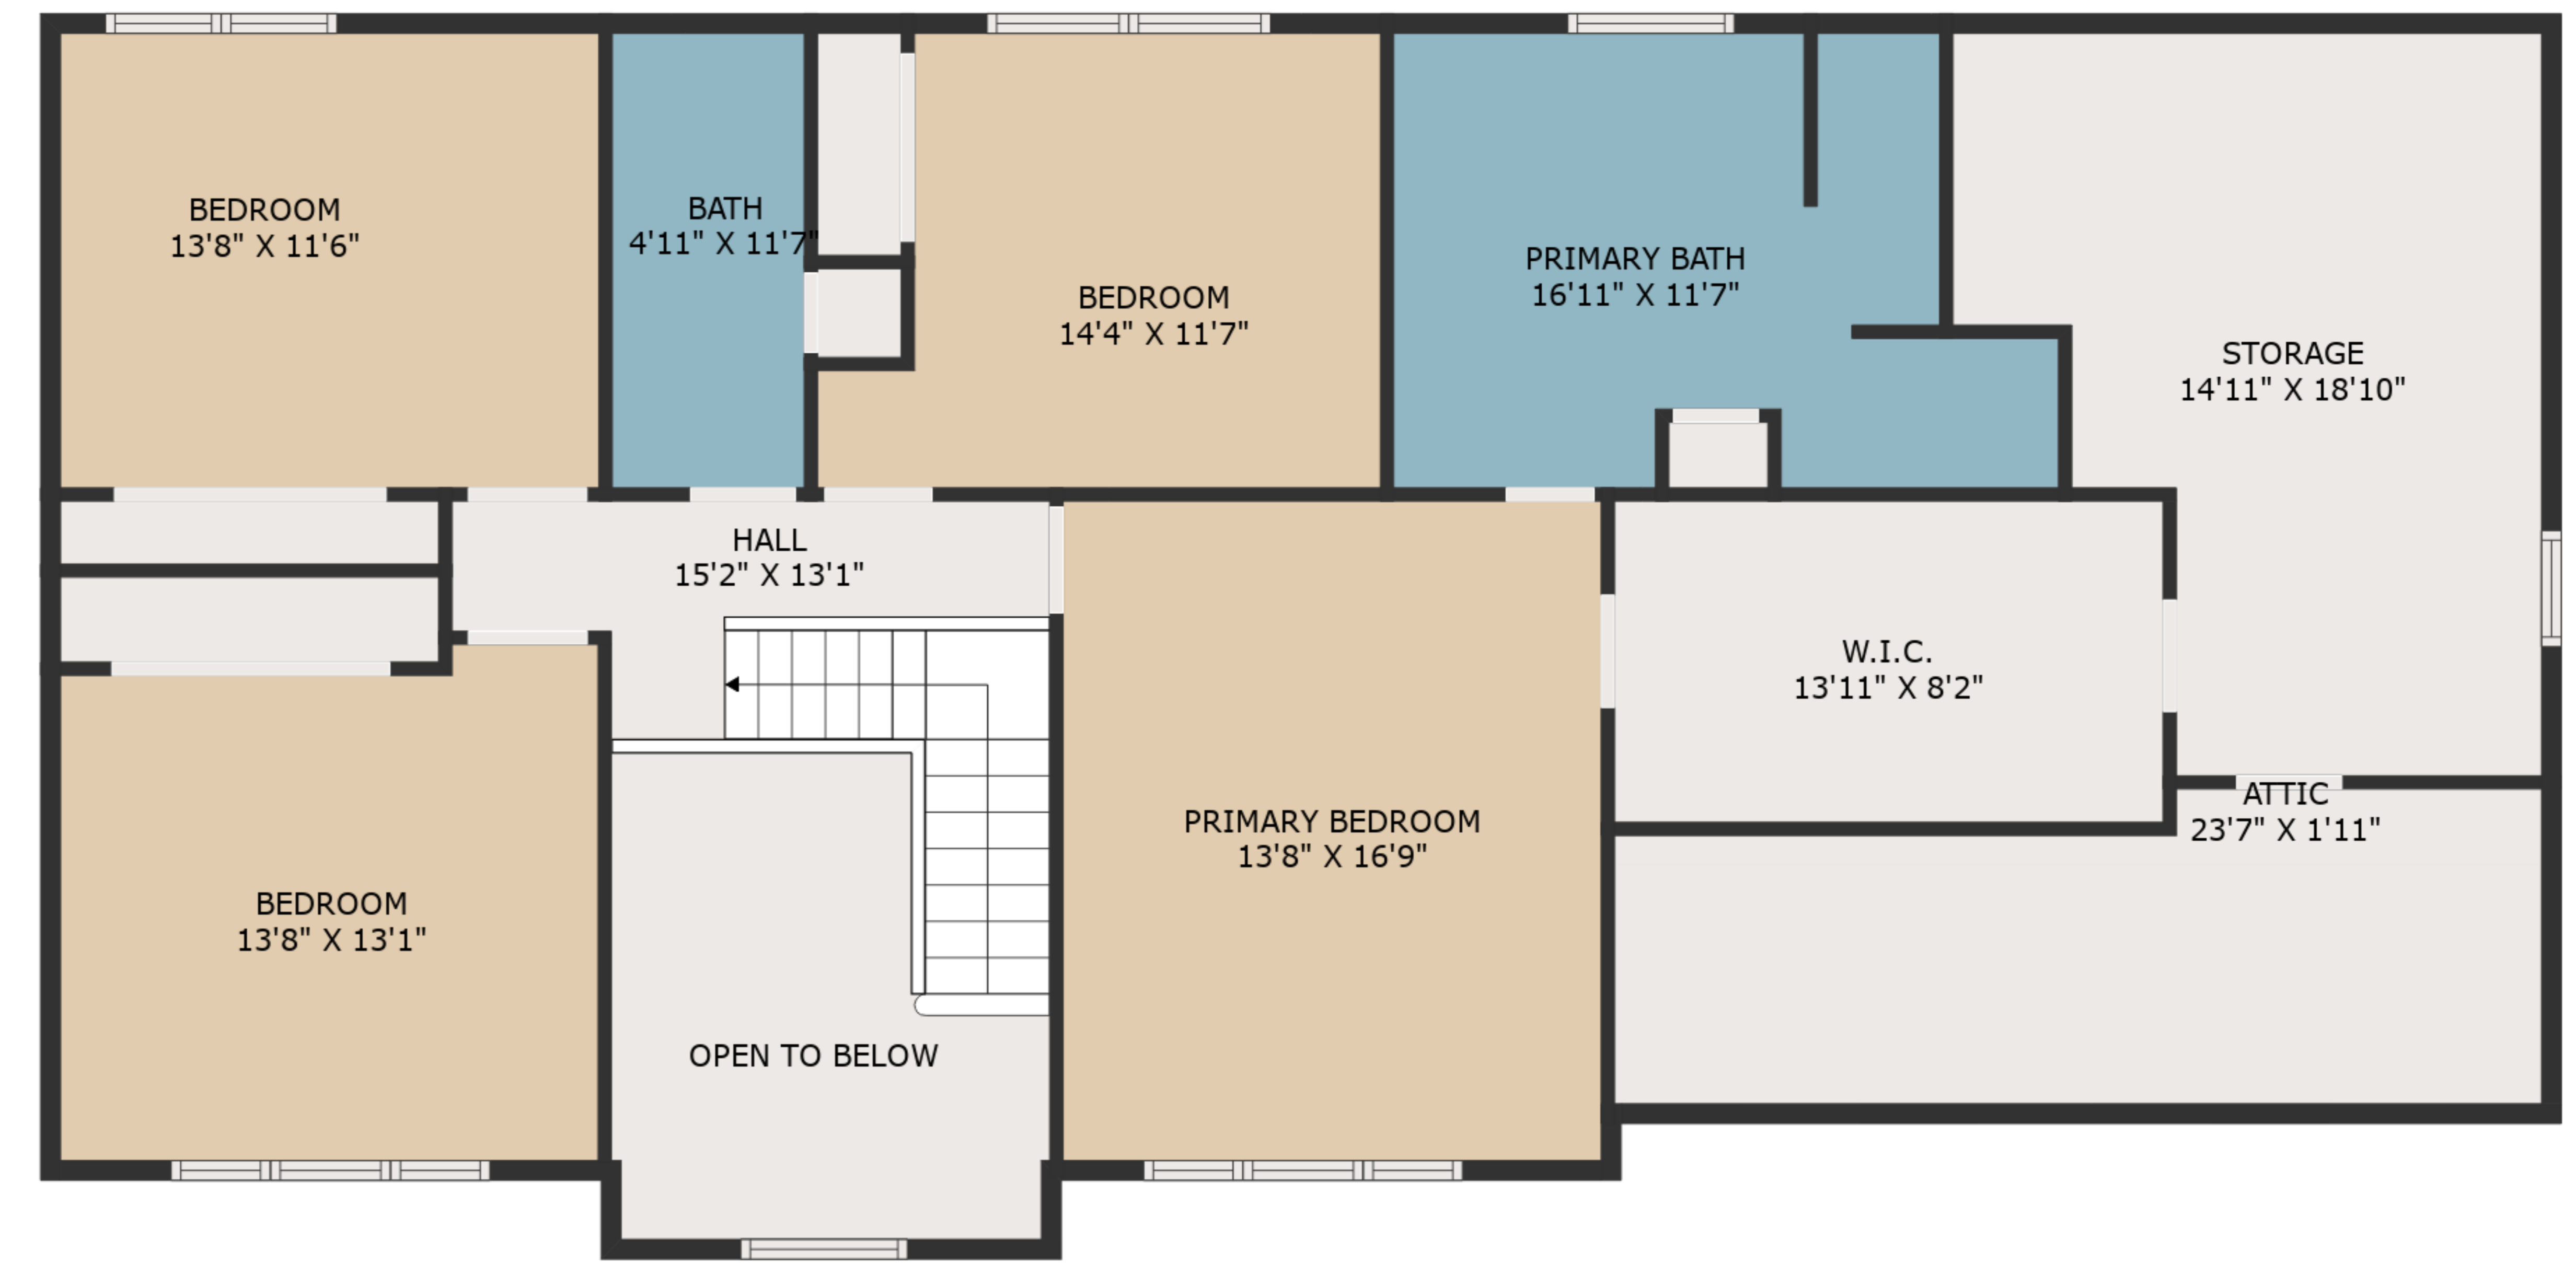 BEDROOM
13'8" X 11'6"
BATH
4'11" X 11'7"
BEDROOM
14'4" X 11'7"
PRIMARY BATH
16'11" X 11'7"
STORAGE
14'11" X 18'10"
HALL
15'2" X 13'1"
W.I.C.
13'11" X 8'2"
ATTIC
23'7" X 1'11"
PRIMARY BEDROOM
13'8" X 16'9"
BEDROOM
13'8" X 13'1"
OPEN TO BELOW